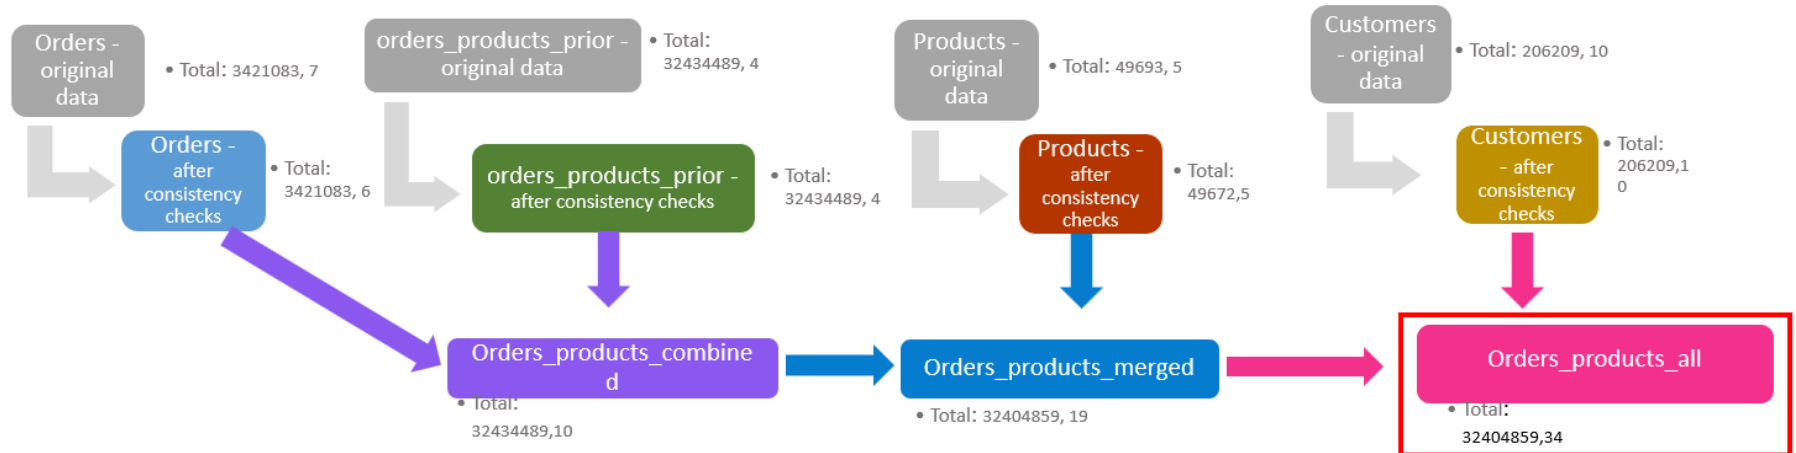 Orders -
original
data
• Total: 3421083, 7
orders_products_prior -
original data
• Total:
32434489, 4
Products -
original
data
• Total: 49693, 5
Customers
- original
data
• Total: 206209, 10
Orders -
after
consistency
checks
• Total:
3421083, 6
orders_products_prior -
after consistency checks
• Total:
32434489, 4
Products -
after
consistency
checks
• Total:
49672,5
Customers
- after
consistency
checks
• Total:
206209,1
0
Orders_products_combine
d
• Total:
32434489,10
Orders_products_merged
• Total: 32404859, 19
Orders_products_all
• Total:
32404859,34